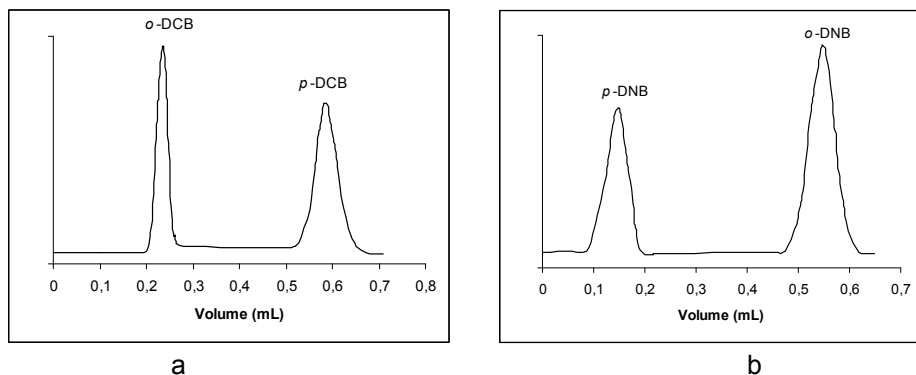 o-DCB
p-DCB
0 0,1 0,2 0,3 0,4 0,5 0,6 0,7 0,8
Volume (mL)
a
o-DNB
p-DNB
0 0,1 0,2 0,3 0,4 0,5 0,6 0,7
Volume (mL)
b